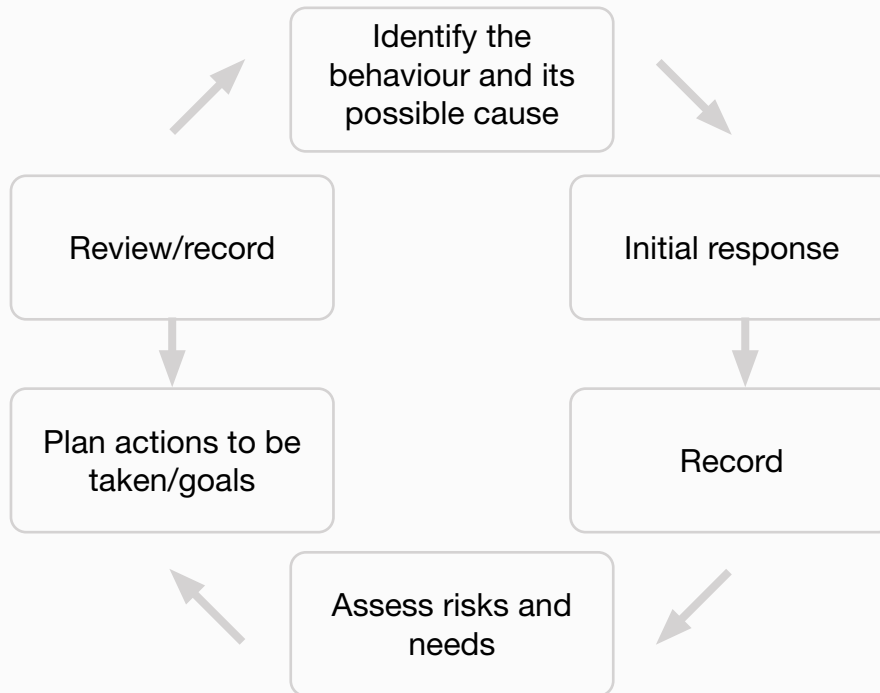 Identify the
behaviour and its
possible cause
Review/record
Initial response
Plan actions to be
taken/goals
Record
Assess risks and
needs